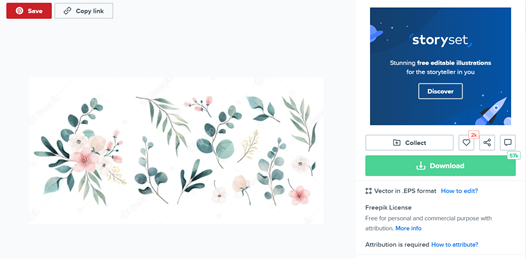 Save
Copy link
storyset
Stunning free editable illustrations
for the storyteller in you
Discover
Collect
2k
Download
57k
Vector in .EPS format How to edit?
Freepik License
Free for personal and commercial purpose with
attribution. More info
Attribution is required How to attribute?